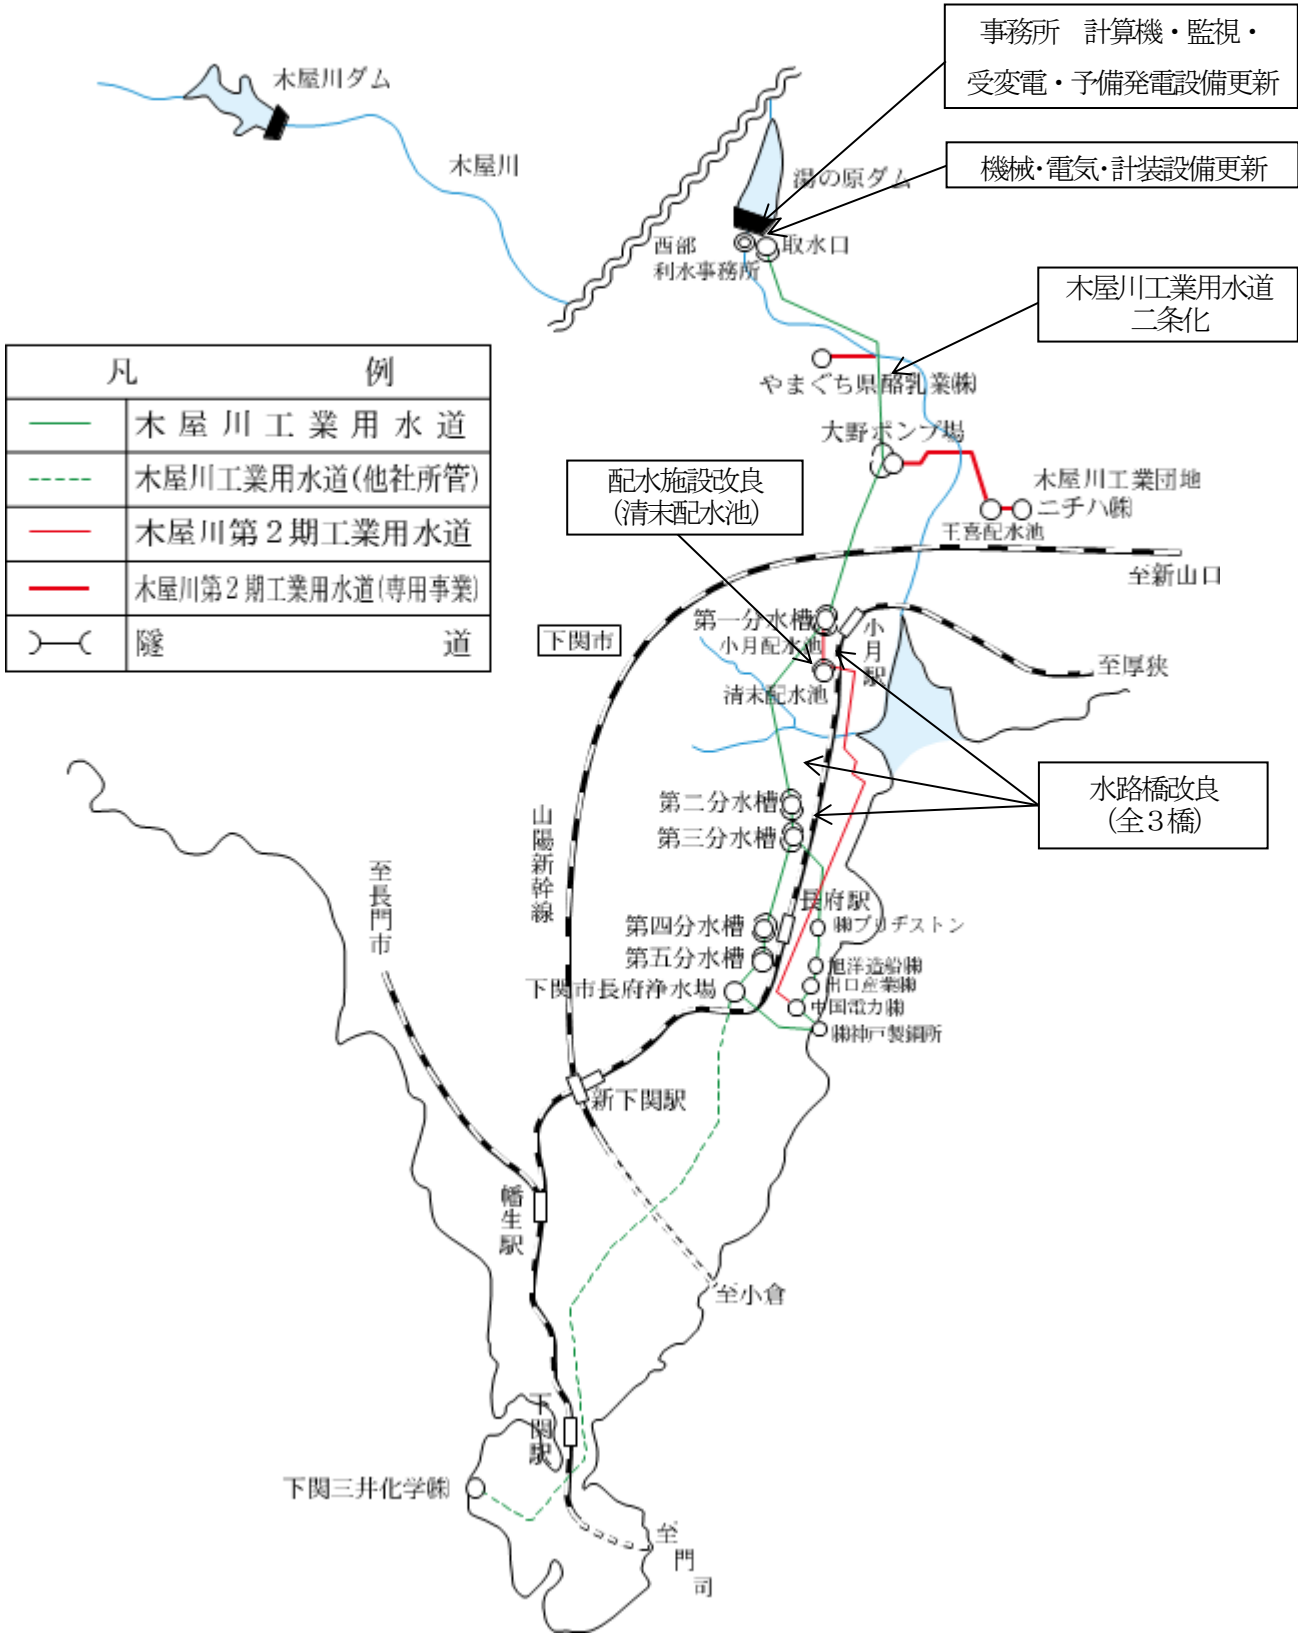 事務所 計算機・監視・
受変電・予備発電設備更新
木屋川ダム
木屋川
湯の原ダム
機械・電気・計装設備更新
西部
利水事務所
取水口
木屋川工業用水道
二条化
やまぐち県酪農乳業㈱
大野ポンプ場
木屋川工業団地
ニチハ㈱
王喜配水池
凡例
木屋川工業用水道
木屋川工業用水道(他社所管)
木屋川第2期工業用水道
木屋川第2期工業用水道(専用事業)
隧道
配水施設改良
(清末配水池)
至新山口
下関市
第一分水槽
小月配水池
小月駅
至厚狭
清末配水池
水路橋改良
(全3橋)
第二分水槽
第三分水槽
山陽新幹線
至長門市
長府駅
第四分水槽
㈱ブリヂストン
第五分水槽
旭洋造船㈱
下関市長府浄水場
出口産業㈱
中国電力㈱
㈱神戸製鋼所
新下関駅
幡生駅
至小倉
下関駅
下関三井化学㈱
至門司